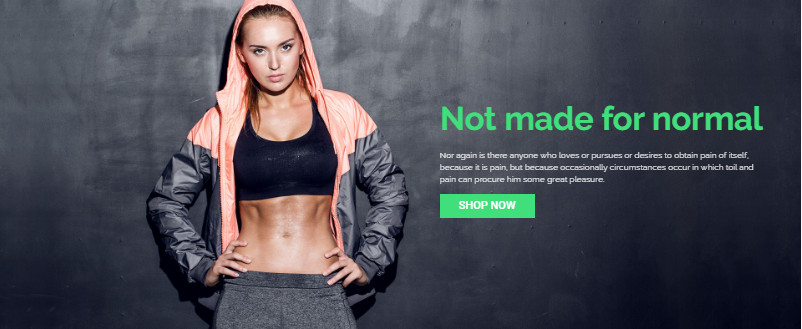 Not made for normal
Nor again is there anyone who loves or pursues or desires to obtain pain of itself,
because it is pain, but because occasionally circumstances occur in which toil and
pain can procure him some great pleasure.
SHOP NOW